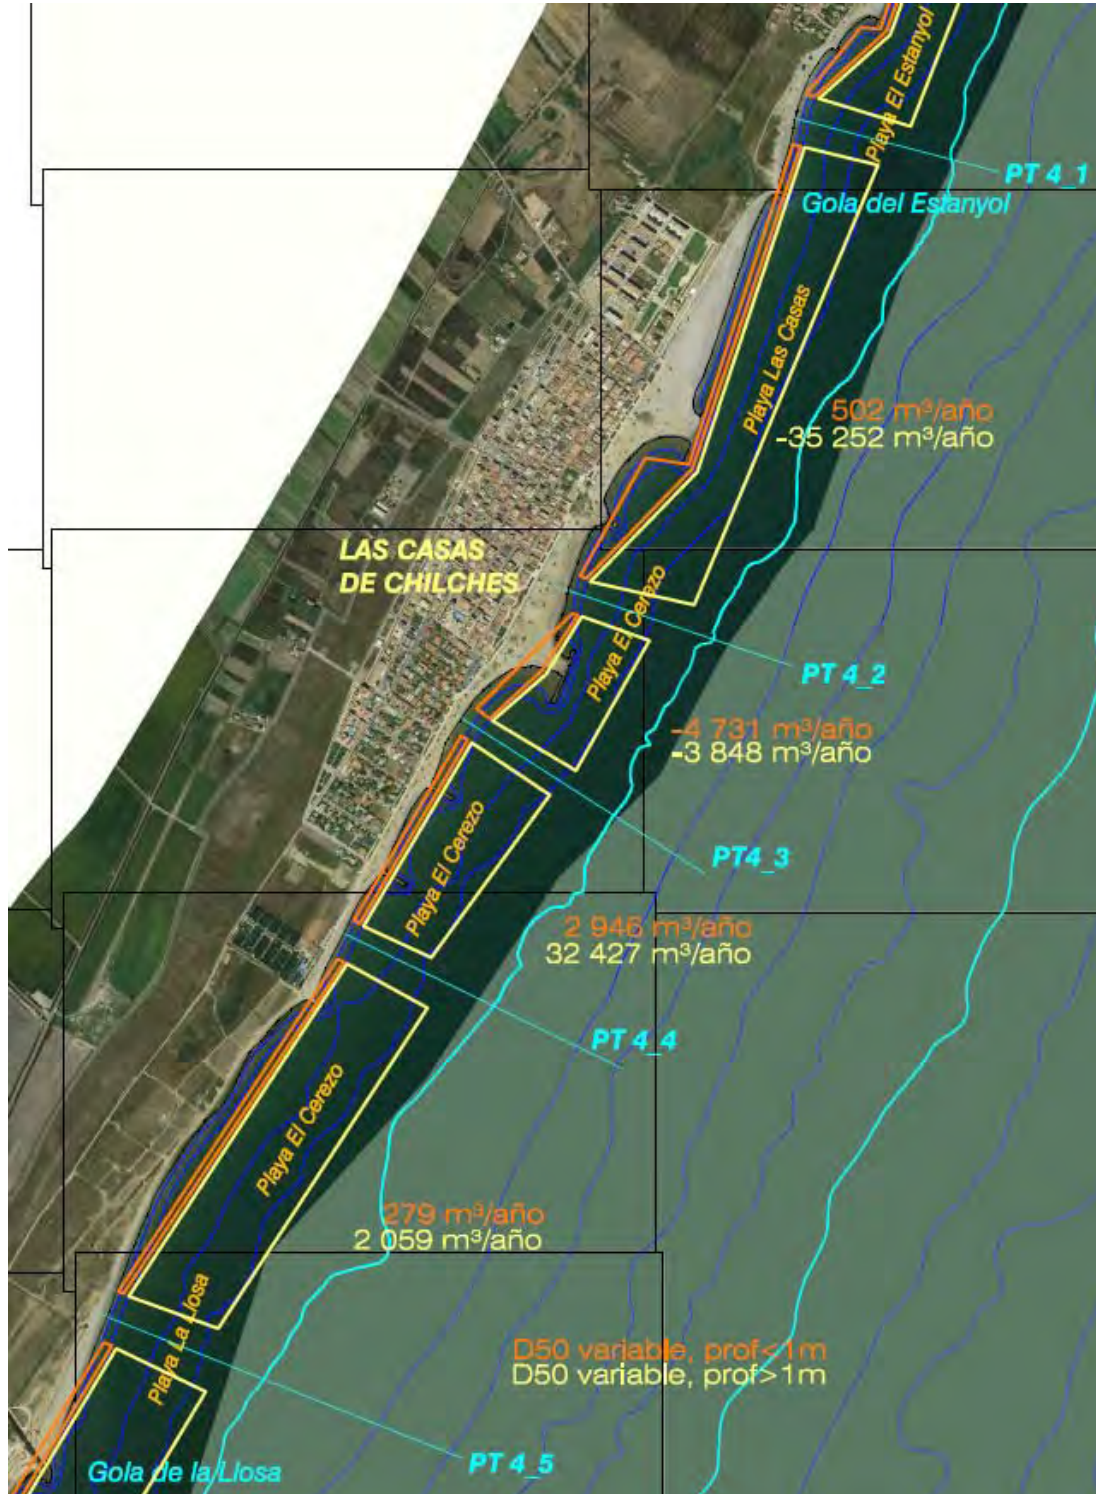 Playa El Estanyol
PT 4_1
Gola del Estanyol
Playa Las Casas
502 m³/año
-35 252 m³/año
LAS CASAS
DE CHILCHES
Playa El Cerezo
PT 4_2
-4 731 m³/año
-3 848 m³/año
PT4_3
Playa El Cerezo
2 946 m³/año
32 427 m³/año
PT 4_4
Playa El Cerezo
279 m³/año
2 059 m³/año
Playa La Llosa
D50 variable, prof<1m
D50 variable, prof>1m
PT 4_5
Gola de la Llosa